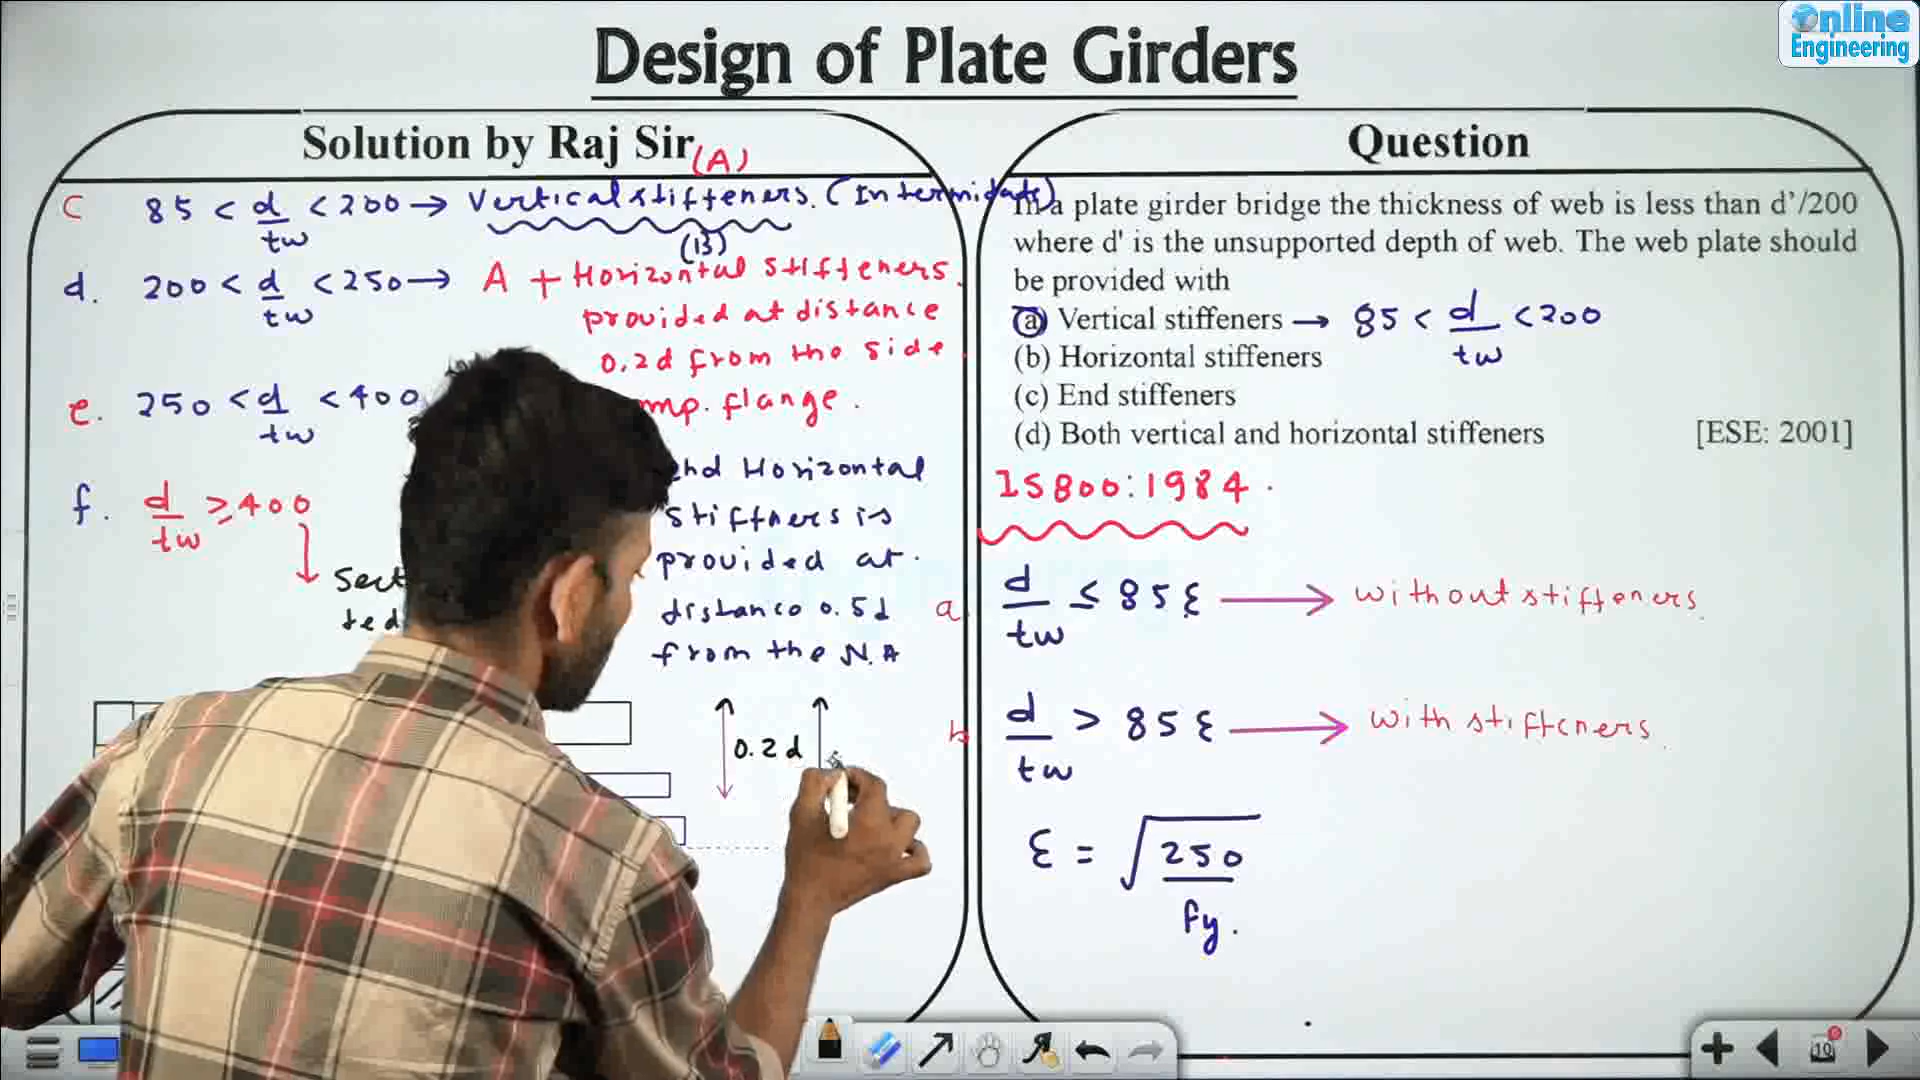 Online
Engineering
Design of Plate Girders
Solution by Raj Sir
(A)
C 85 < d/tw < 200 → Vertical stiffeners. (Intermidate)
(B)
d. 200 < d/tw < 250 → A + Horizontal stiffeners.
provided at distance
0.2d from the side
mp. flange.
e. 250 < d/tw < 400
nd Horizontal
stiffners is
provided at.
distance 0.5d
from the N.A
f. d/tw ≥ 400
Sect
ted
0.2 d
Question
In a plate girder bridge the thickness of web is less than d'/200
where d' is the unsupported depth of web. The web plate should
be provided with
(a) Vertical stiffeners → 85 < d/tw < 200
(b) Horizontal stiffeners
(c) End stiffeners
(d) Both vertical and horizontal stiffeners [ESE: 2001]
IS800:1984.
a. d/tw ≤ 85ε → without stiffeners.
b d/tw > 85ε → with stiffeners.
ε = √250/fy.
10